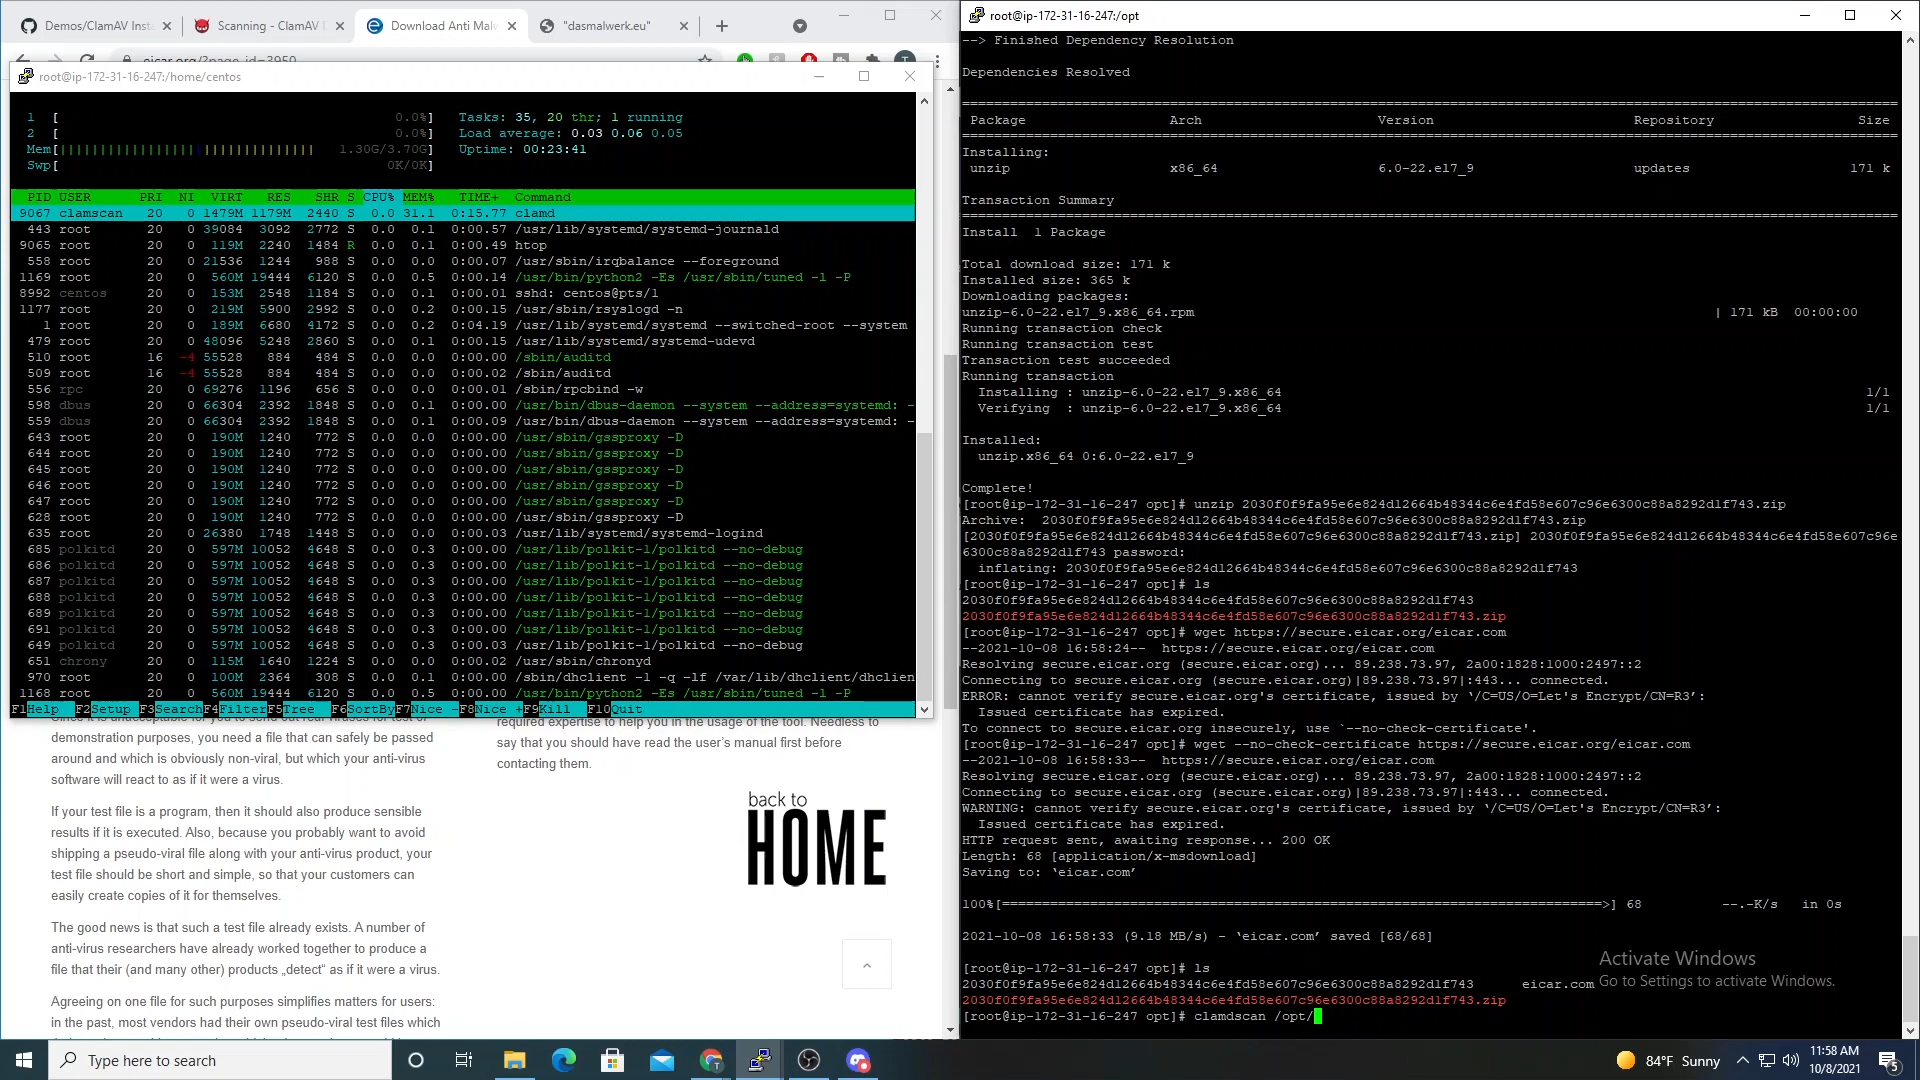 Demos/ClamAV Inst
Scanning - ClamAV D
Download Anti Malw
"dasmalwerk.eu"
eicar.org/?page_id=3950
root@ip-172-31-16-247:/home/centos
1 [ 0.0%] Tasks: 35, 20 thr; 1 running
2 [ 0.0%] Load average: 0.03 0.06 0.05
Mem[||||||||||||||||||||||||||||||| 1.30G/3.70G] Uptime: 00:23:41
Swp[ 0K/0K]
PID USER PRI NI VIRT RES SHR S CPU% MEM% TIME+ Command
9067 clamscan 20 0 1479M 1179M 2440 S 0.0 31.1 0:15.77 clamd
443 root 20 0 39084 3092 2772 S 0.0 0.1 0:00.57 /usr/lib/systemd/systemd-journald
9065 root 20 0 119M 2240 1484 R 0.0 0.1 0:00.49 htop
558 root 20 0 21536 1244 988 S 0.0 0.0 0:00.07 /usr/sbin/irqbalance --foreground
1169 root 20 0 560M 19444 6120 S 0.0 0.5 0:00.14 /usr/bin/python2 -Es /usr/sbin/tuned -l -P
8992 centos 20 0 153M 2548 1184 S 0.0 0.1 0:00.01 sshd: centos@pts/1
1177 root 20 0 219M 5900 2992 S 0.0 0.2 0:00.15 /usr/sbin/rsyslogd -n
1 root 20 0 189M 6680 4172 S 0.0 0.2 0:04.19 /usr/lib/systemd/systemd --switched-root --system
479 root 20 0 48096 5248 2860 S 0.0 0.1 0:00.15 /usr/lib/systemd/systemd-udevd
510 root 16 -4 55528 884 484 S 0.0 0.0 0:00.00 /sbin/auditd
509 root 16 -4 55528 884 484 S 0.0 0.0 0:00.02 /sbin/auditd
556 rpc 20 0 69276 1196 656 S 0.0 0.0 0:00.01 /sbin/rpcbind -w
598 dbus 20 0 66304 2392 1848 S 0.0 0.1 0:00.00 /usr/bin/dbus-daemon --system --address=systemd: -
559 dbus 20 0 66304 2392 1848 S 0.0 0.1 0:00.09 /usr/bin/dbus-daemon --system --address=systemd: -
643 root 20 0 190M 1240 772 S 0.0 0.0 0:00.00 /usr/sbin/gssproxy -D
644 root 20 0 190M 1240 772 S 0.0 0.0 0:00.00 /usr/sbin/gssproxy -D
645 root 20 0 190M 1240 772 S 0.0 0.0 0:00.00 /usr/sbin/gssproxy -D
646 root 20 0 190M 1240 772 S 0.0 0.0 0:00.00 /usr/sbin/gssproxy -D
647 root 20 0 190M 1240 772 S 0.0 0.0 0:00.00 /usr/sbin/gssproxy -D
628 root 20 0 190M 1240 772 S 0.0 0.0 0:00.00 /usr/sbin/gssproxy -D
635 root 20 0 26380 1748 1448 S 0.0 0.0 0:00.03 /usr/lib/systemd/systemd-logind
685 polkitd 20 0 597M 10052 4648 S 0.0 0.3 0:00.00 /usr/lib/polkit-1/polkitd --no-debug
686 polkitd 20 0 597M 10052 4648 S 0.0 0.3 0:00.00 /usr/lib/polkit-1/polkitd --no-debug
687 polkitd 20 0 597M 10052 4648 S 0.0 0.3 0:00.00 /usr/lib/polkit-1/polkitd --no-debug
688 polkitd 20 0 597M 10052 4648 S 0.0 0.3 0:00.00 /usr/lib/polkit-1/polkitd --no-debug
689 polkitd 20 0 597M 10052 4648 S 0.0 0.3 0:00.00 /usr/lib/polkit-1/polkitd --no-debug
691 polkitd 20 0 597M 10052 4648 S 0.0 0.3 0:00.00 /usr/lib/polkit-1/polkitd --no-debug
649 polkitd 20 0 597M 10052 4648 S 0.0 0.3 0:00.03 /usr/lib/polkit-1/polkitd --no-debug
651 chrony 20 0 115M 1640 1224 S 0.0 0.0 0:00.02 /usr/sbin/chronyd
970 root 20 0 100M 2364 308 S 0.0 0.1 0:00.00 /sbin/dhclient -1 -q -lf /var/lib/dhclient/dhclien
1168 root 20 0 560M 19444 6120 S 0.0 0.5 0:00.00 /usr/bin/python2 -Es /usr/sbin/tuned -l -P
F1Help F2Setup F3SearchF4FilterF5Tree F6SortByF7Nice -F8Nice +F9Kill F10Quit
demonstration purposes, you need a file that can safely be passed
around and which is obviously non-viral, but which your anti-virus
software will react to as if it were a virus.
If your test file is a program, then it should also produce sensible
results if it is executed. Also, because you probably want to avoid
shipping a pseudo-viral file along with your anti-virus product, your
test file should be short and simple, so that your customers can
easily create copies of it for themselves.
The good news is that such a test file already exists. A number of
anti-virus researchers have already worked together to produce a
file that their (and many other) products „detect“ as if it were a virus.
Agreeing on one file for such purposes simplifies matters for users:
in the past, most vendors had their own pseudo-viral test files which
required expertise to help you in the usage of the tool. Needless to
say that you should have read the user’s manual first before
contacting them.
back to
HOME
root@ip-172-31-16-247:/opt
--> Finished Dependency Resolution
Dependencies Resolved
Package Arch Version Repository Size
Installing:
unzip x86_64 6.0-22.el7_9 updates 171 k
Transaction Summary
Install 1 Package
Total download size: 171 k
Installed size: 365 k
Downloading packages:
unzip-6.0-22.el7_9.x86_64.rpm | 171 kB 00:00:00
Running transaction check
Running transaction test
Transaction test succeeded
Running transaction
Installing : unzip-6.0-22.el7_9.x86_64 1/1
Verifying : unzip-6.0-22.el7_9.x86_64 1/1
Installed:
unzip.x86_64 0:6.0-22.el7_9
Complete!
[root@ip-172-31-16-247 opt]# unzip 2030f0f9fa95e6e824d12664b48344c6e4fd58e607c96e6300c88a8292d1f743.zip
Archive: 2030f0f9fa95e6e824d12664b48344c6e4fd58e607c96e6300c88a8292d1f743.zip
[2030f0f9fa95e6e824d12664b48344c6e4fd58e607c96e6300c88a8292d1f743.zip] 2030f0f9fa95e6e824d12664b48344c6e4fd58e607c96e
6300c88a8292d1f743 password:
inflating: 2030f0f9fa95e6e824d12664b48344c6e4fd58e607c96e6300c88a8292d1f743
[root@ip-172-31-16-247 opt]# ls
2030f0f9fa95e6e824d12664b48344c6e4fd58e607c96e6300c88a8292d1f743
2030f0f9fa95e6e824d12664b48344c6e4fd58e607c96e6300c88a8292d1f743.zip
[root@ip-172-31-16-247 opt]# wget https://secure.eicar.org/eicar.com
--2021-10-08 16:58:24-- https://secure.eicar.org/eicar.com
Resolving secure.eicar.org (secure.eicar.org)... 89.238.73.97, 2a00:1828:1000:2497::2
Connecting to secure.eicar.org (secure.eicar.org)|89.238.73.97|:443... connected.
ERROR: cannot verify secure.eicar.org's certificate, issued by ‘/C=US/O=Let's Encrypt/CN=R3’:
Issued certificate has expired.
To connect to secure.eicar.org insecurely, use `--no-check-certificate'.
[root@ip-172-31-16-247 opt]# wget --no-check-certificate https://secure.eicar.org/eicar.com
--2021-10-08 16:58:33-- https://secure.eicar.org/eicar.com
Resolving secure.eicar.org (secure.eicar.org)... 89.238.73.97, 2a00:1828:1000:2497::2
Connecting to secure.eicar.org (secure.eicar.org)|89.238.73.97|:443... connected.
WARNING: cannot verify secure.eicar.org's certificate, issued by ‘/C=US/O=Let's Encrypt/CN=R3’:
Issued certificate has expired.
HTTP request sent, awaiting response... 200 OK
Length: 68 [application/x-msdownload]
Saving to: ‘eicar.com’
100%[===========================================================================>] 68 --.-K/s in 0s
2021-10-08 16:58:33 (9.18 MB/s) - ‘eicar.com’ saved [68/68]
[root@ip-172-31-16-247 opt]# ls
2030f0f9fa95e6e824d12664b48344c6e4fd58e607c96e6300c88a8292d1f743 eicar.com
2030f0f9fa95e6e824d12664b48344c6e4fd58e607c96e6300c88a8292d1f743.zip
[root@ip-172-31-16-247 opt]# clamdscan /opt/
Activate Windows
Go to Settings to activate Windows.
Type here to search
84°F Sunny
11:58 AM
10/8/2021
5